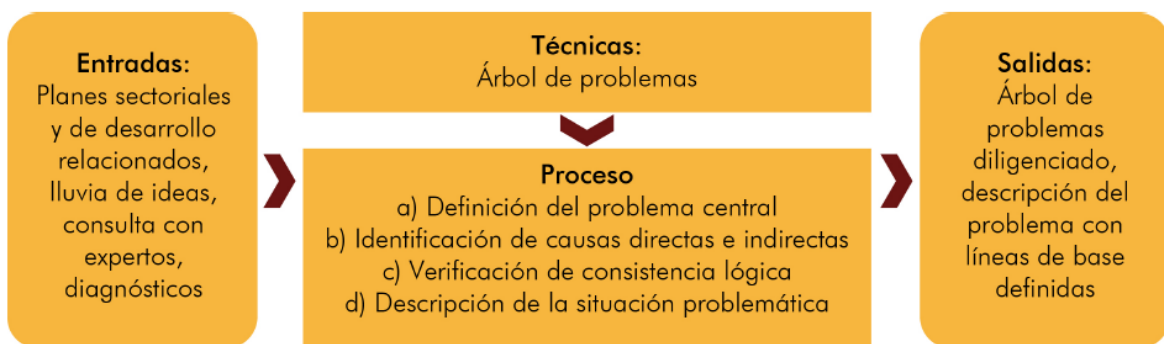 Entradas:
Planes sectoriales
y de desarrollo
relacionados,
lluvia de ideas,
consulta con
expertos,
diagnósticos
Técnicas:
Árbol de problemas
Proceso
a) Definición del problema central
b) Identificación de causas directas e indirectas
c) Verificación de consistencia lógica
d) Descripción de la situación problemática
Salidas:
Árbol de
problemas
diligenciado,
descripción del
problema con
líneas de base
definidas